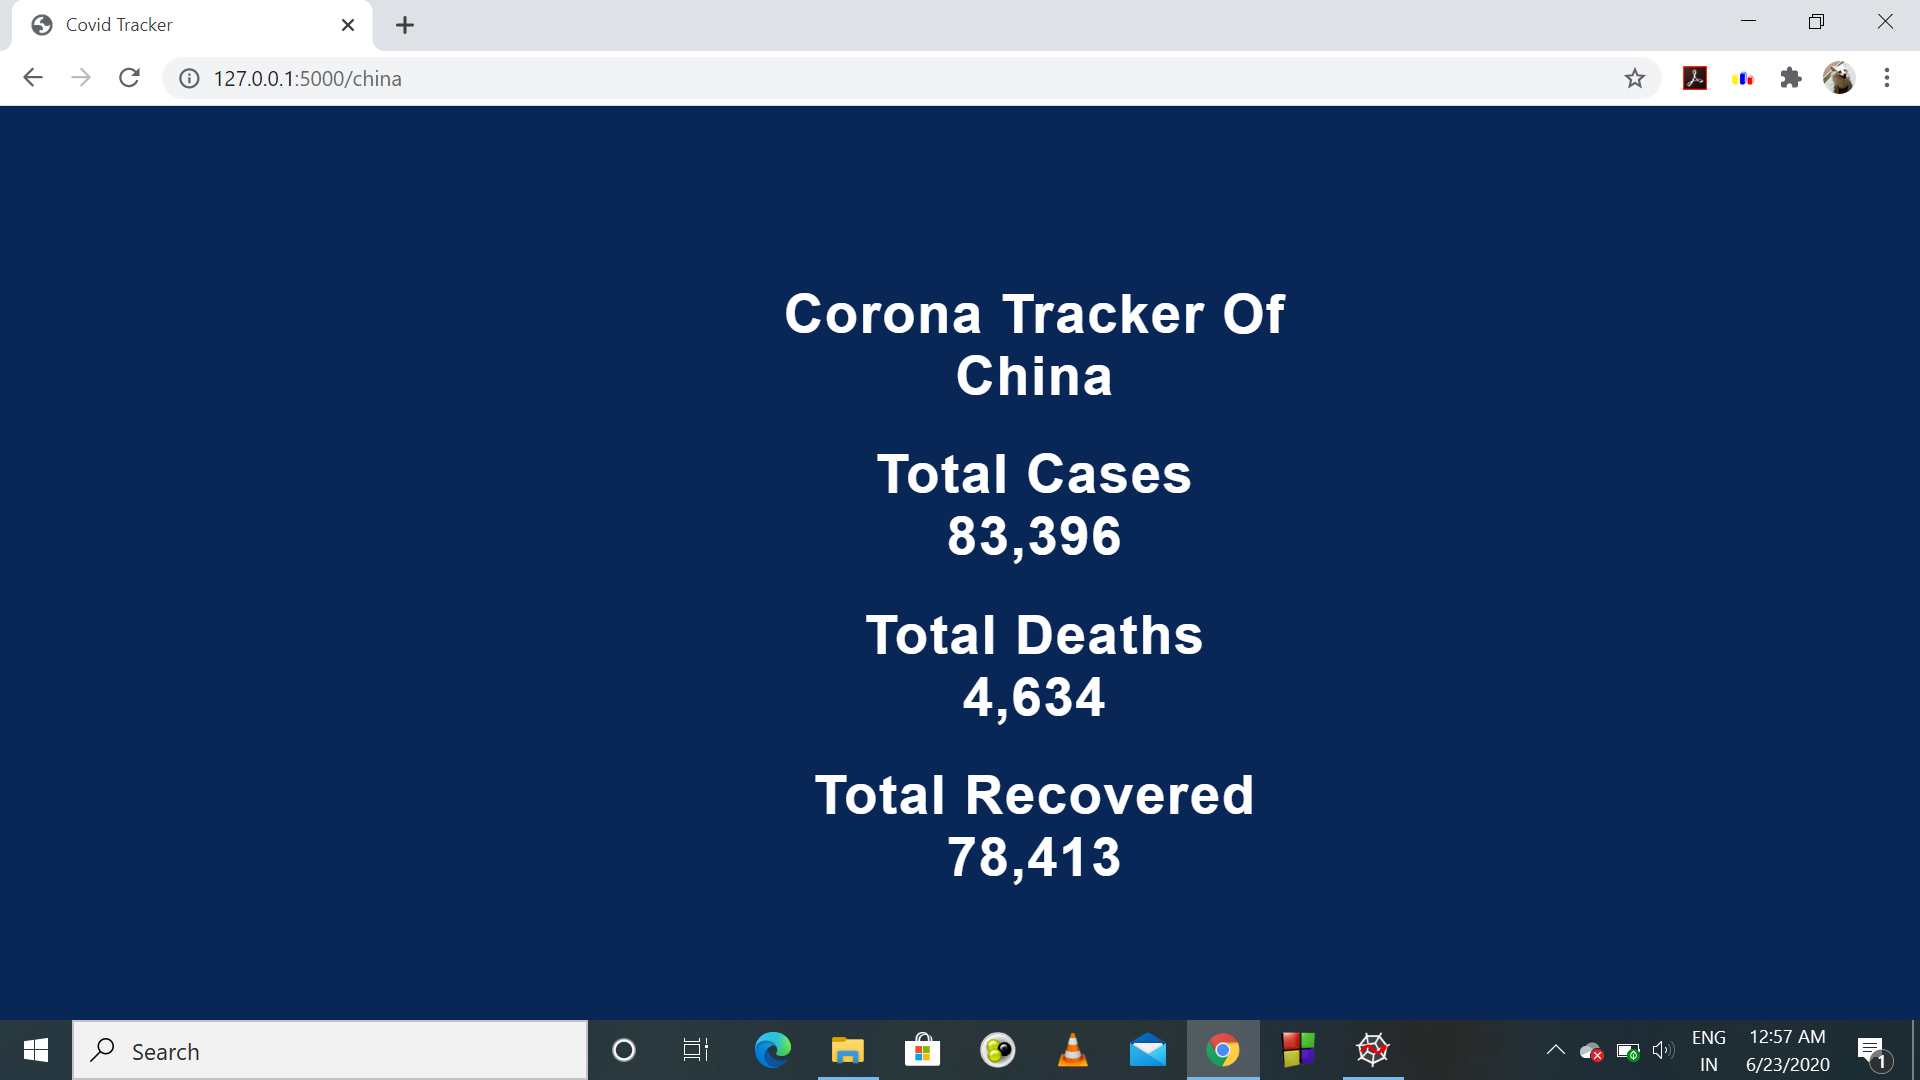 Covid Tracker
127.0.0.1:5000/china
Corona Tracker Of
China
Total Cases
83,396
Total Deaths
4,634
Total Recovered
78,413
Search
ENG
IN
12:57 AM
6/23/2020
1